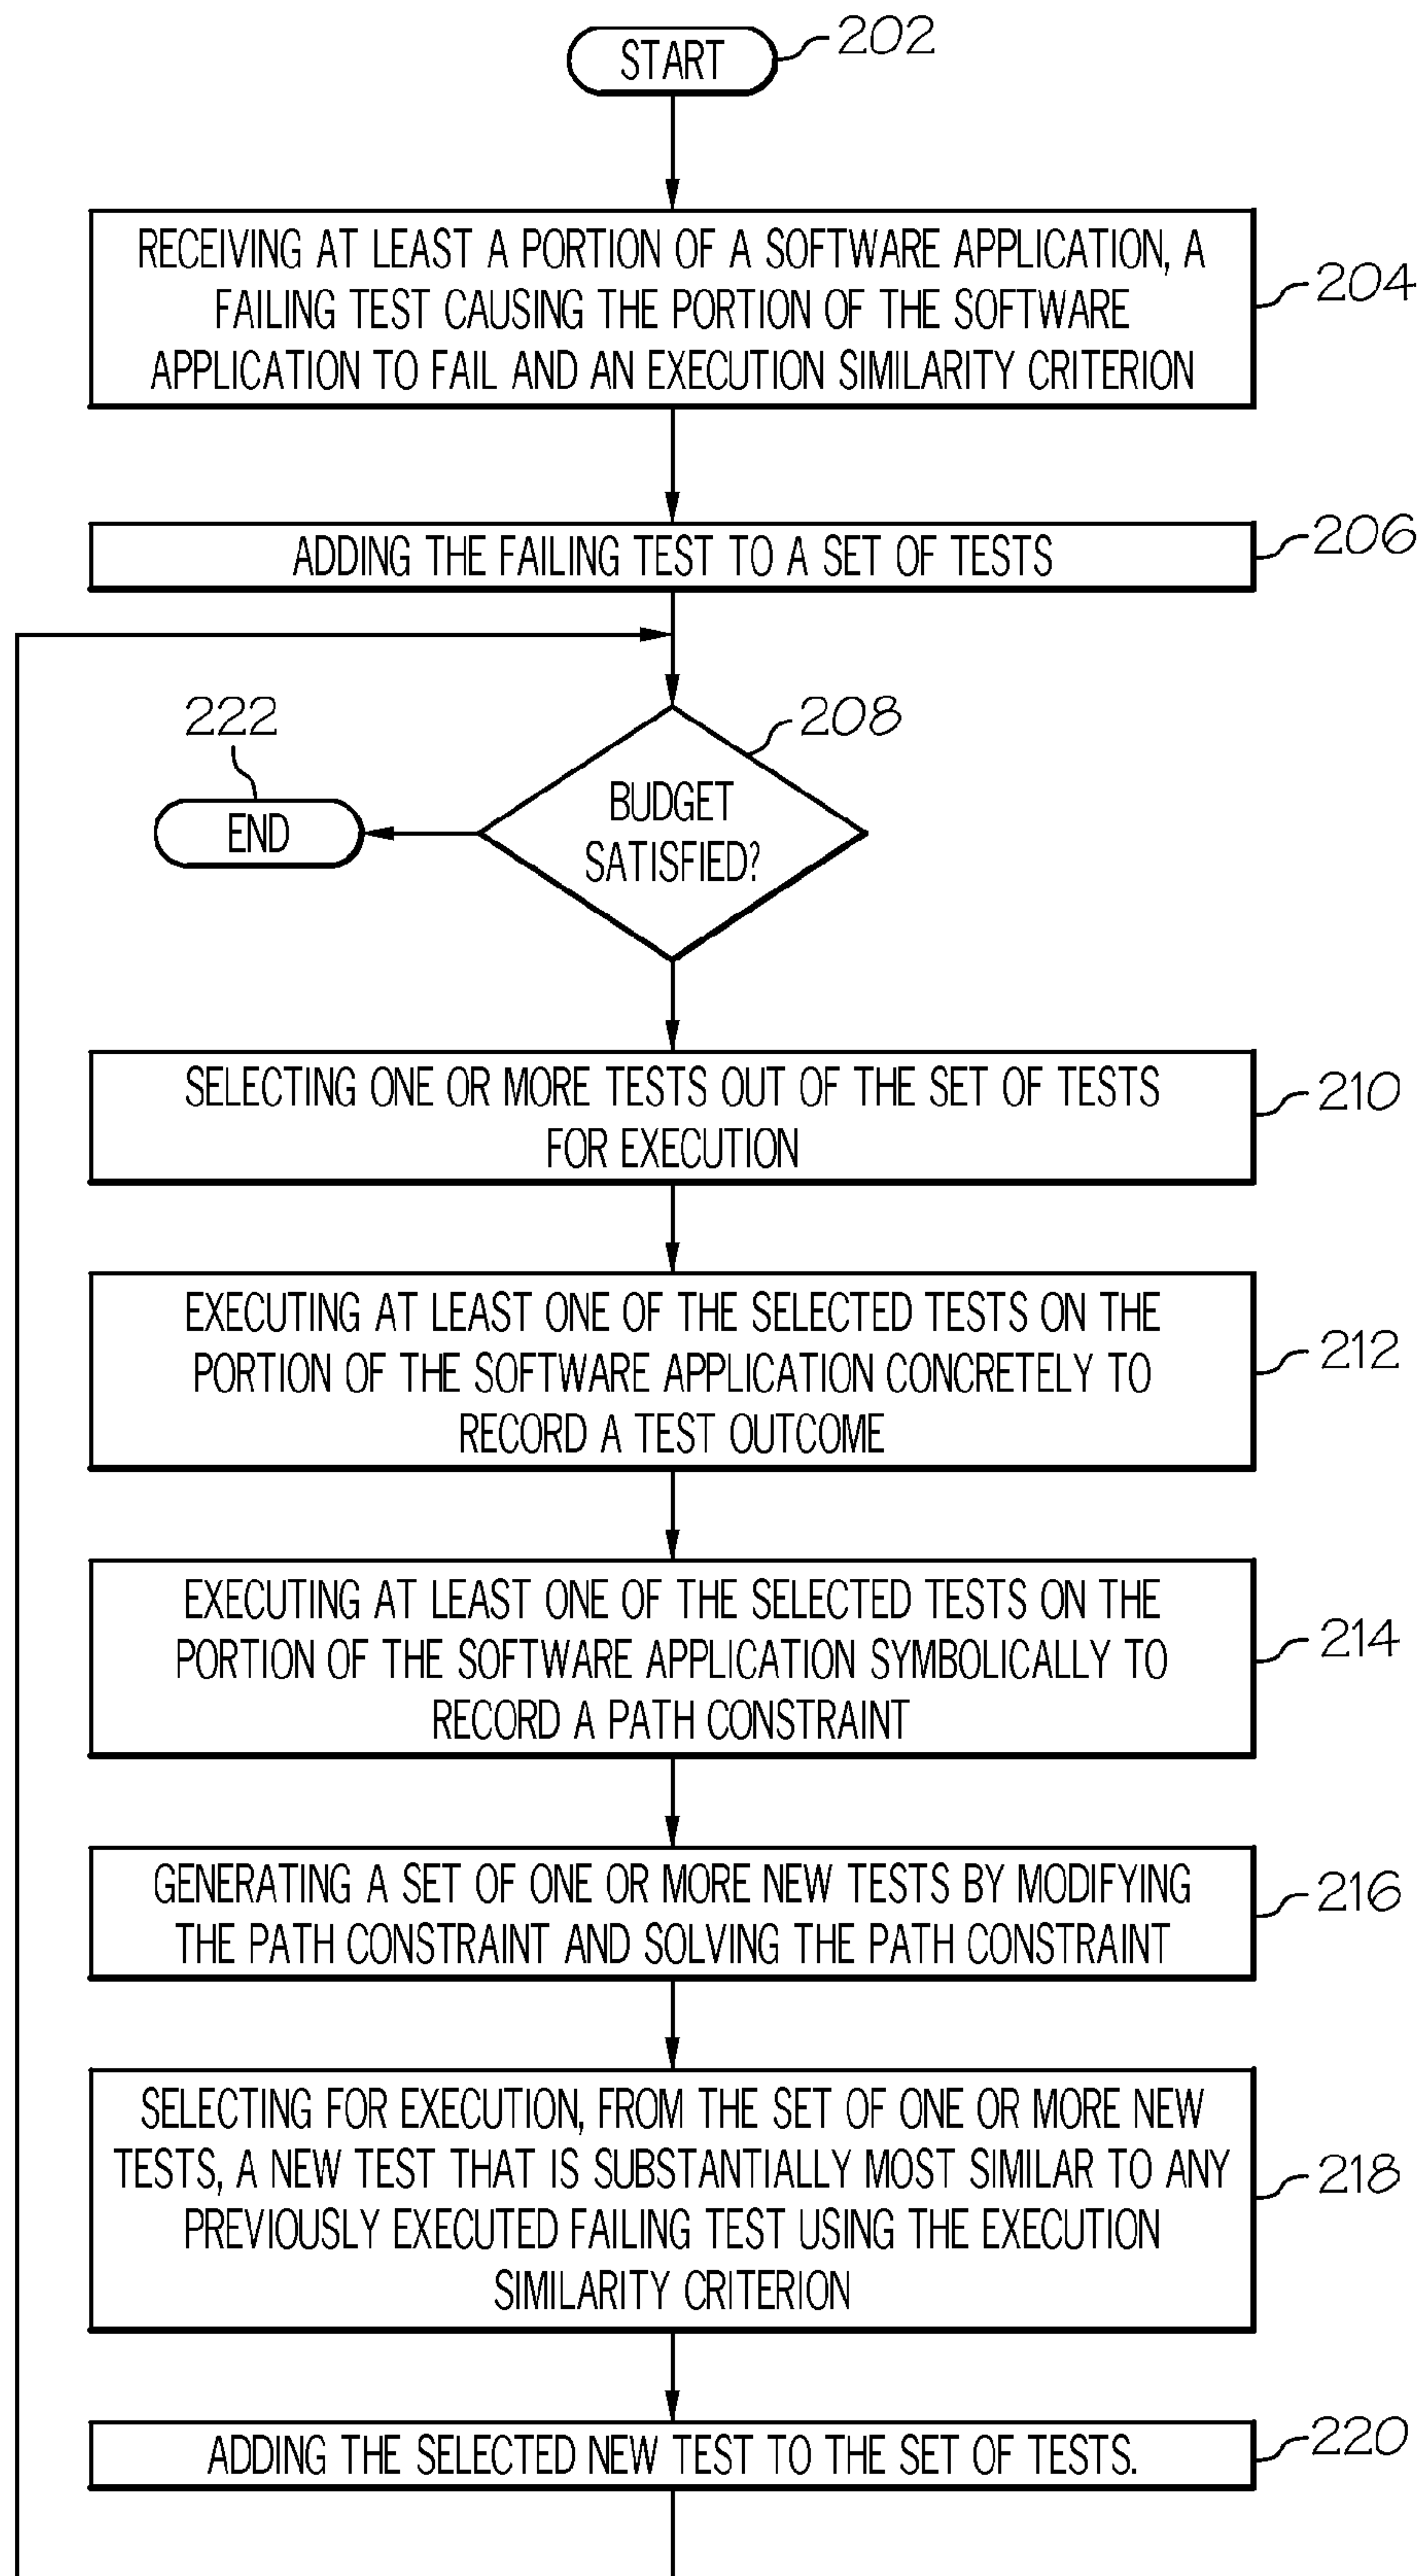 START
202
RECEIVING AT LEAST A PORTION OF A SOFTWARE APPLICATION, A
FAILING TEST CAUSING THE PORTION OF THE SOFTWARE
APPLICATION TO FAIL AND AN EXECUTION SIMILARITY CRITERION
204
ADDING THE FAILING TEST TO A SET OF TESTS
206
222
END
208
BUDGET
SATISFIED?
SELECTING ONE OR MORE TESTS OUT OF THE SET OF TESTS
FOR EXECUTION
210
EXECUTING AT LEAST ONE OF THE SELECTED TESTS ON THE
PORTION OF THE SOFTWARE APPLICATION CONCRETELY TO
RECORD A TEST OUTCOME
212
EXECUTING AT LEAST ONE OF THE SELECTED TESTS ON THE
PORTION OF THE SOFTWARE APPLICATION SYMBOLICALLY TO
RECORD A PATH CONSTRAINT
214
GENERATING A SET OF ONE OR MORE NEW TESTS BY MODIFYING
THE PATH CONSTRAINT AND SOLVING THE PATH CONSTRAINT
216
SELECTING FOR EXECUTION, FROM THE SET OF ONE OR MORE NEW
TESTS, A NEW TEST THAT IS SUBSTANTIALLY MOST SIMILAR TO ANY
PREVIOUSLY EXECUTED FAILING TEST USING THE EXECUTION
SIMILARITY CRITERION
218
ADDING THE SELECTED NEW TEST TO THE SET OF TESTS.
220